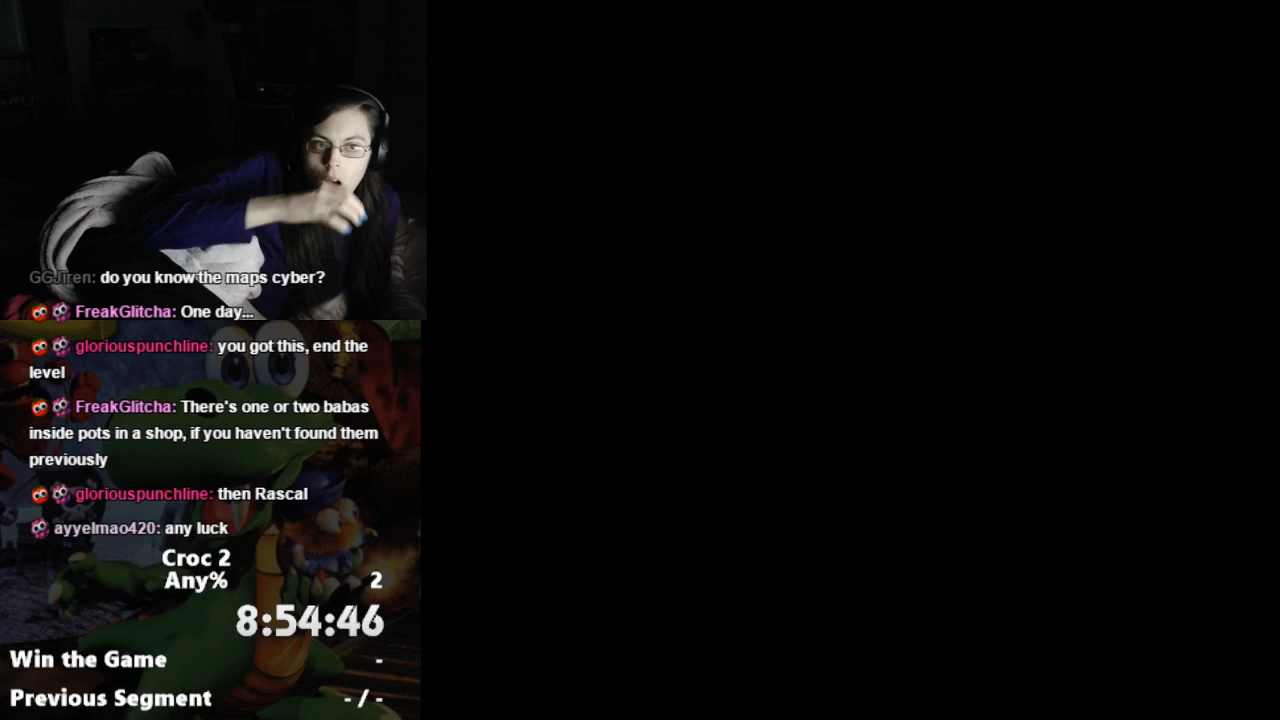 GGJTren: do you know the maps cyber?
FreakGlitcha: One day...
gloriouspunchline: you got this, end the
level
FreakGlitcha: There's one or two babas
inside pots in a shop, if you haven't found them
previously
gloriouspunchline: then Rascal
ayyelmao420: any luck
Croc 2
Any% 2
8:54:46
Win the Game -
Previous Segment - / -